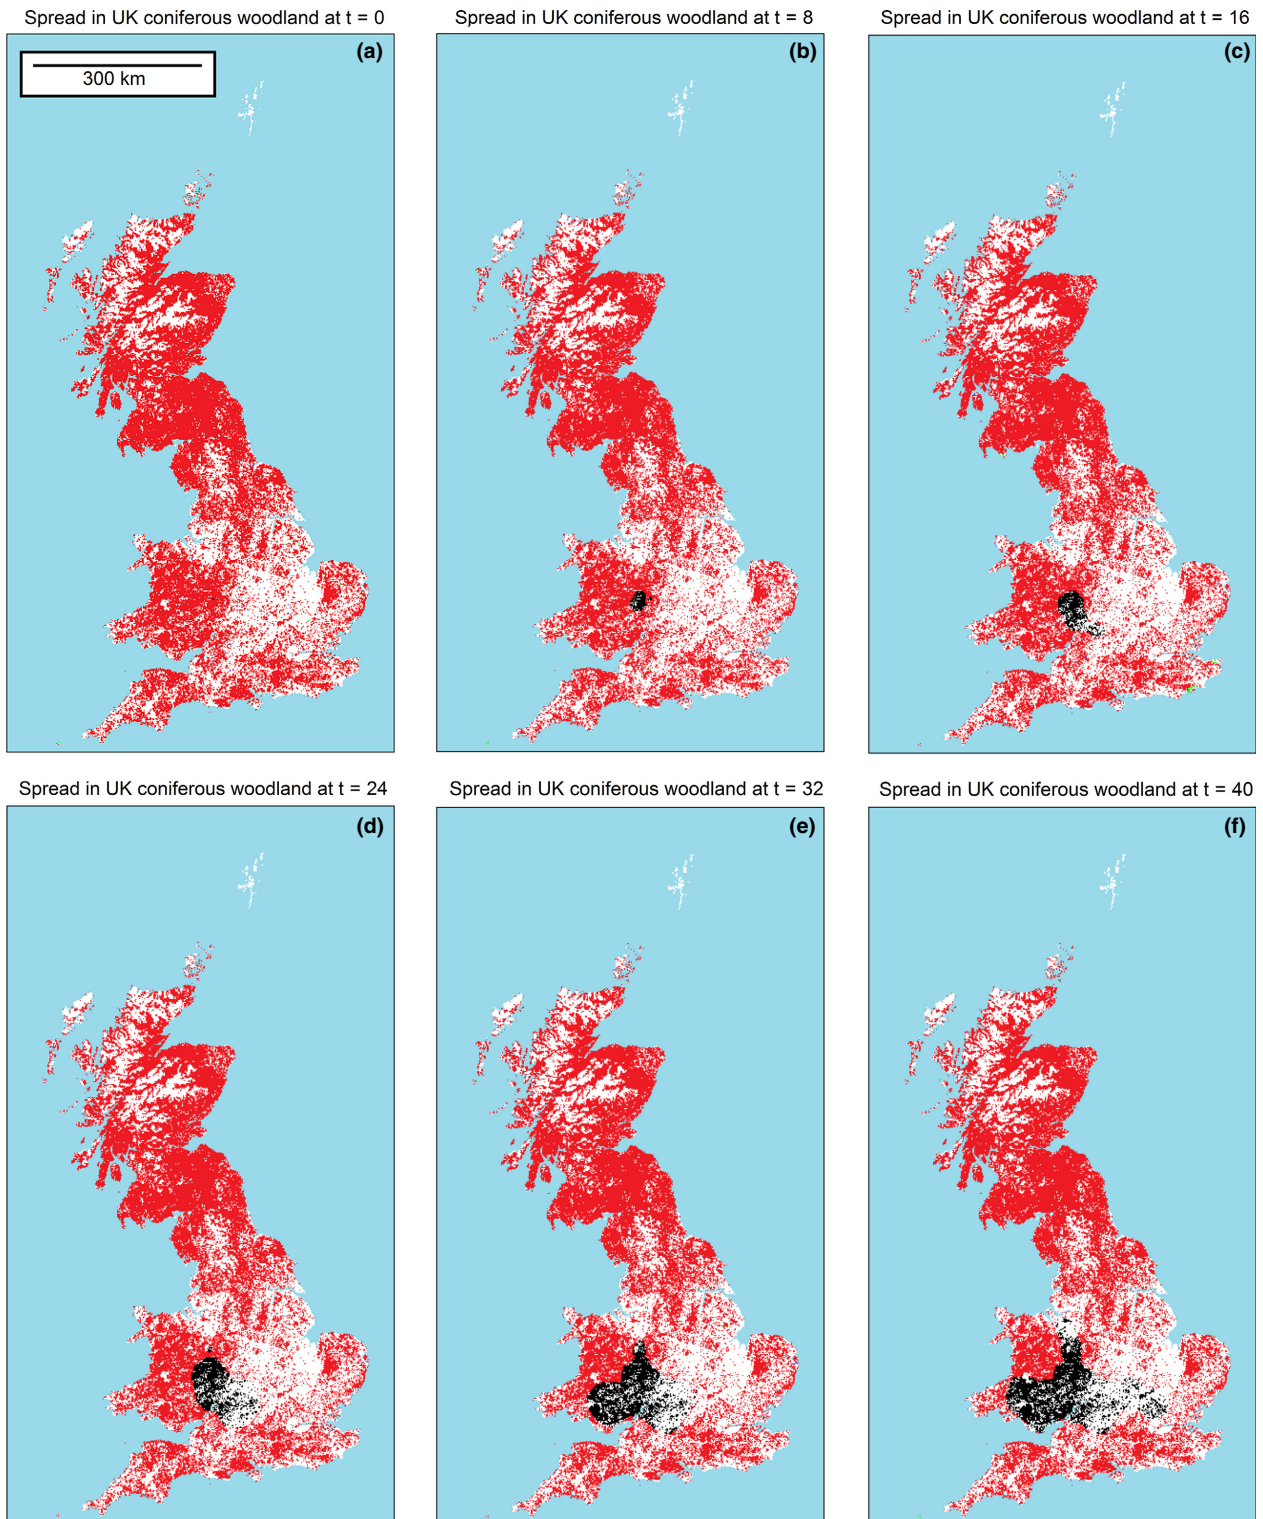 Spread in UK coniferous woodland at t = 0
(a)
300 km
Spread in UK coniferous woodland at t = 8
(b)
Spread in UK coniferous woodland at t = 16
(c)
Spread in UK coniferous woodland at t = 24
(d)
Spread in UK coniferous woodland at t = 32
(e)
Spread in UK coniferous woodland at t = 40
(f)